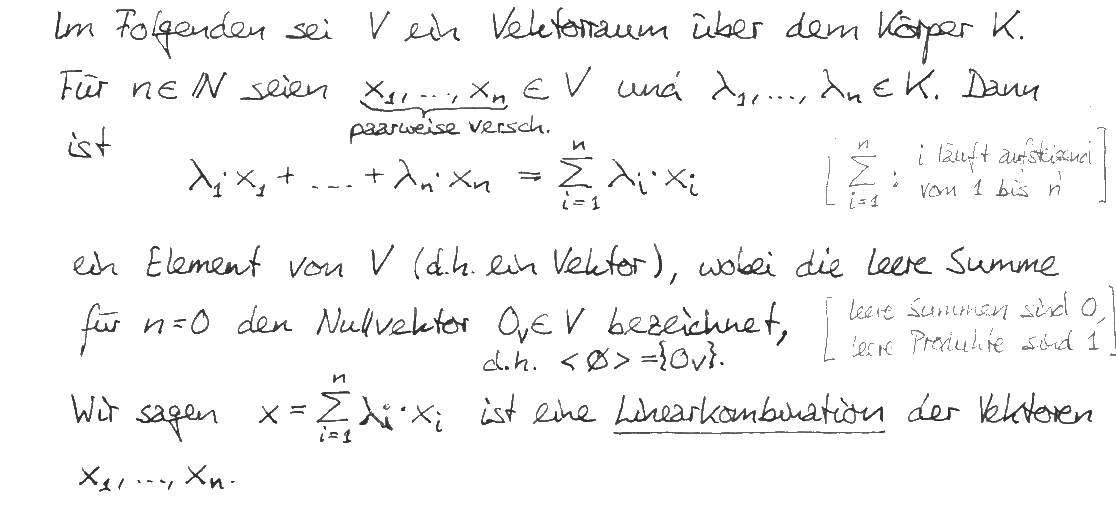 Im Folgenden sei V ein Vektorraum über dem Körper K.
Für n ∈ ℕ seien x₁, ..., xₙ ∈ V und λ₁, ..., λₙ ∈ K. Dann
paarweise versch.
ist
λ₁·x₁ + .... + λₙ·xₙ = ∑ᵢ₌₁ⁿ λᵢ·xᵢ [∑ᵢ₌₁ⁿ : i läuft aufsteigend
von 1 bis n]
ein Element von V (d.h. ein Vektor), wobei die leere Summe
für n=0 den Nullvektor 0ᵥ ∈ V bezeichnet, [leere Summen sind 0,
leere Produkte sind 1]
d.h. <∅> = {0ᵥ}.
Wir sagen x = ∑ᵢ₌₁ⁿ λᵢ·xᵢ ist eine Linearkombination der Vektoren
x₁, ..., xₙ.